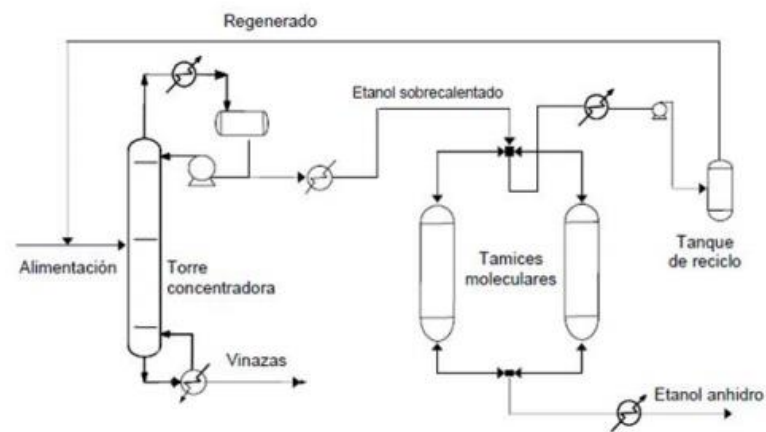 Regenerado
Etanol sobrecalentado
Alimentación
Torre
concentradora
Tamices
moleculares
Tanque
de reciclo
Vinazas
Etanol anhidro